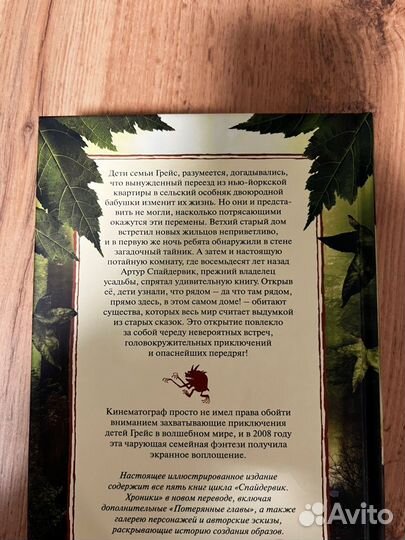 Дети семьи Грейс, разумеется, догадывались,
что вынужденный переезд из нью-йоркской
квартиры в сельский особняк двоюродной
бабушки изменит их жизнь. Но они и предста-
вить не могли, насколько потрясающими
окажутся эти перемены. Ветхий старый дом
встретил новых жильцов неприветливо,
и в первую же ночь ребята обнаружили в стене
загадочный тайник. А затем и настоящую
потайную комнату, где восемьдесят лет назад
Артур Спайдервик, прежний владелец
усадьбы, спрятал удивительную книгу. Открыв
её, дети узнали, что рядом – да что там рядом,
прямо здесь, в этом самом доме! – обитают
существа, которых весь мир считает выдумкой
из старых сказок. Это открытие повлекло
за собой череду невероятных встреч,
головокружительных приключений
и опаснейших передряг!
Кинематограф просто не имел права обойти
вниманием захватывающие приключения
детей Грейс в волшебном мире, и в 2008 году
эта чарующая семейная фэнтези получила
экранное воплощение.
Настоящее иллюстрированное издание
содержит все пять книг цикла «Спайдервик.
Хроники» в новом переводе, включая
дополнительные «Потерянные главы», а также
галерею персонажей и авторские эскизы,
раскрывающие историю создания образов.
Avito